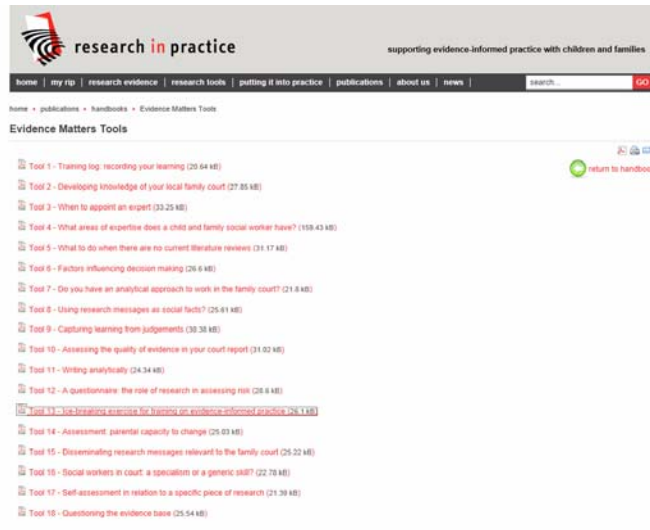 research in practice
supporting evidence-informed practice with children and families
home | my rip | research evidence | research tools | putting it into practice | publications | about us | news |
search...
GO
home • publications • handbooks • Evidence Matters Tools
Evidence Matters Tools
return to handboo
Tool 1 - Training log: recording your learning (20.64 kB)
Tool 2 - Developing knowledge of your local family court (27.85 kB)
Tool 3 - When to appoint an expert (33.25 kB)
Tool 4 - What areas of expertise does a child and family social worker have? (159.43 kB)
Tool 5 - What to do when there are no current literature reviews (31.17 kB)
Tool 6 - Factors influencing decision making (26.6 kB)
Tool 7 - Do you have an analytical approach to work in the family court? (21.8 kB)
Tool 8 - Using research messages as social facts? (25.61 kB)
Tool 9 - Capturing learning from judgements (30.38 kB)
Tool 10 - Assessing the quality of evidence in your court report (31.02 kB)
Tool 11 - Writing analytically (24.34 kB)
Tool 12 - A questionnaire: the role of research in assessing risk (26.6 kB)
Tool 13 - Ice-breaking exercise for training on evidence-informed practice (26.1 kB)
Tool 14 - Assessment: parental capacity to change (25.03 kB)
Tool 15 - Disseminating research messages relevant to the family court (25.22 kB)
Tool 16 - Social workers in court: a specialism or a generic skill? (22.78 kB)
Tool 17 - Self-assessment in relation to a specific piece of research (21.39 kB)
Tool 18 - Questioning the evidence base (25.54 kB)